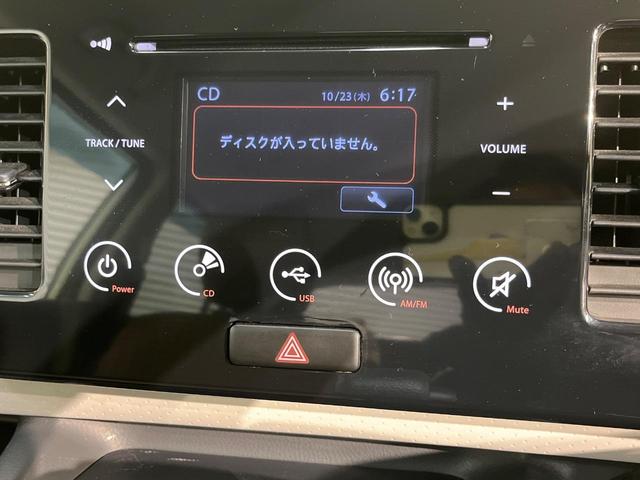 CD 10/23(木) 6:17
TRACK / TUNE
ディスクが入っていません。
VOLUME
Power
CD
USB
AM/FM
Mute